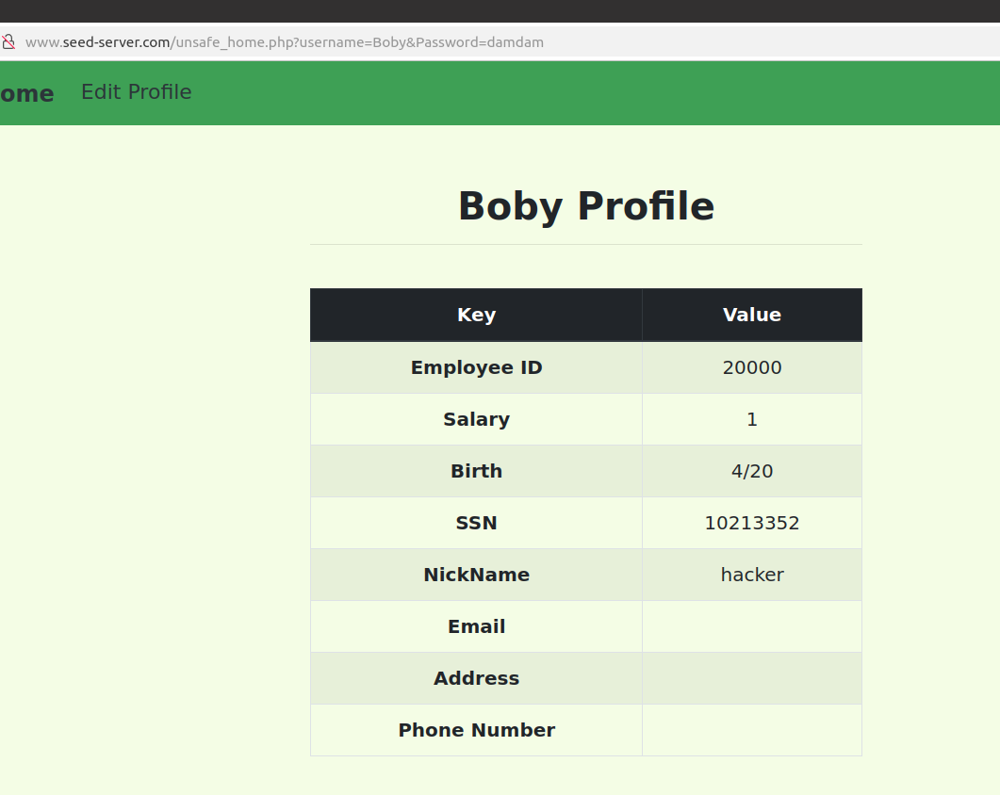 www.seed-server.com/unsafe_home.php?username=Boby&Password=damdam
ome Edit Profile
Boby Profile
Key Value
Employee ID 20000
Salary 1
Birth 4/20
SSN 10213352
NickName hacker
Email
Address
Phone Number